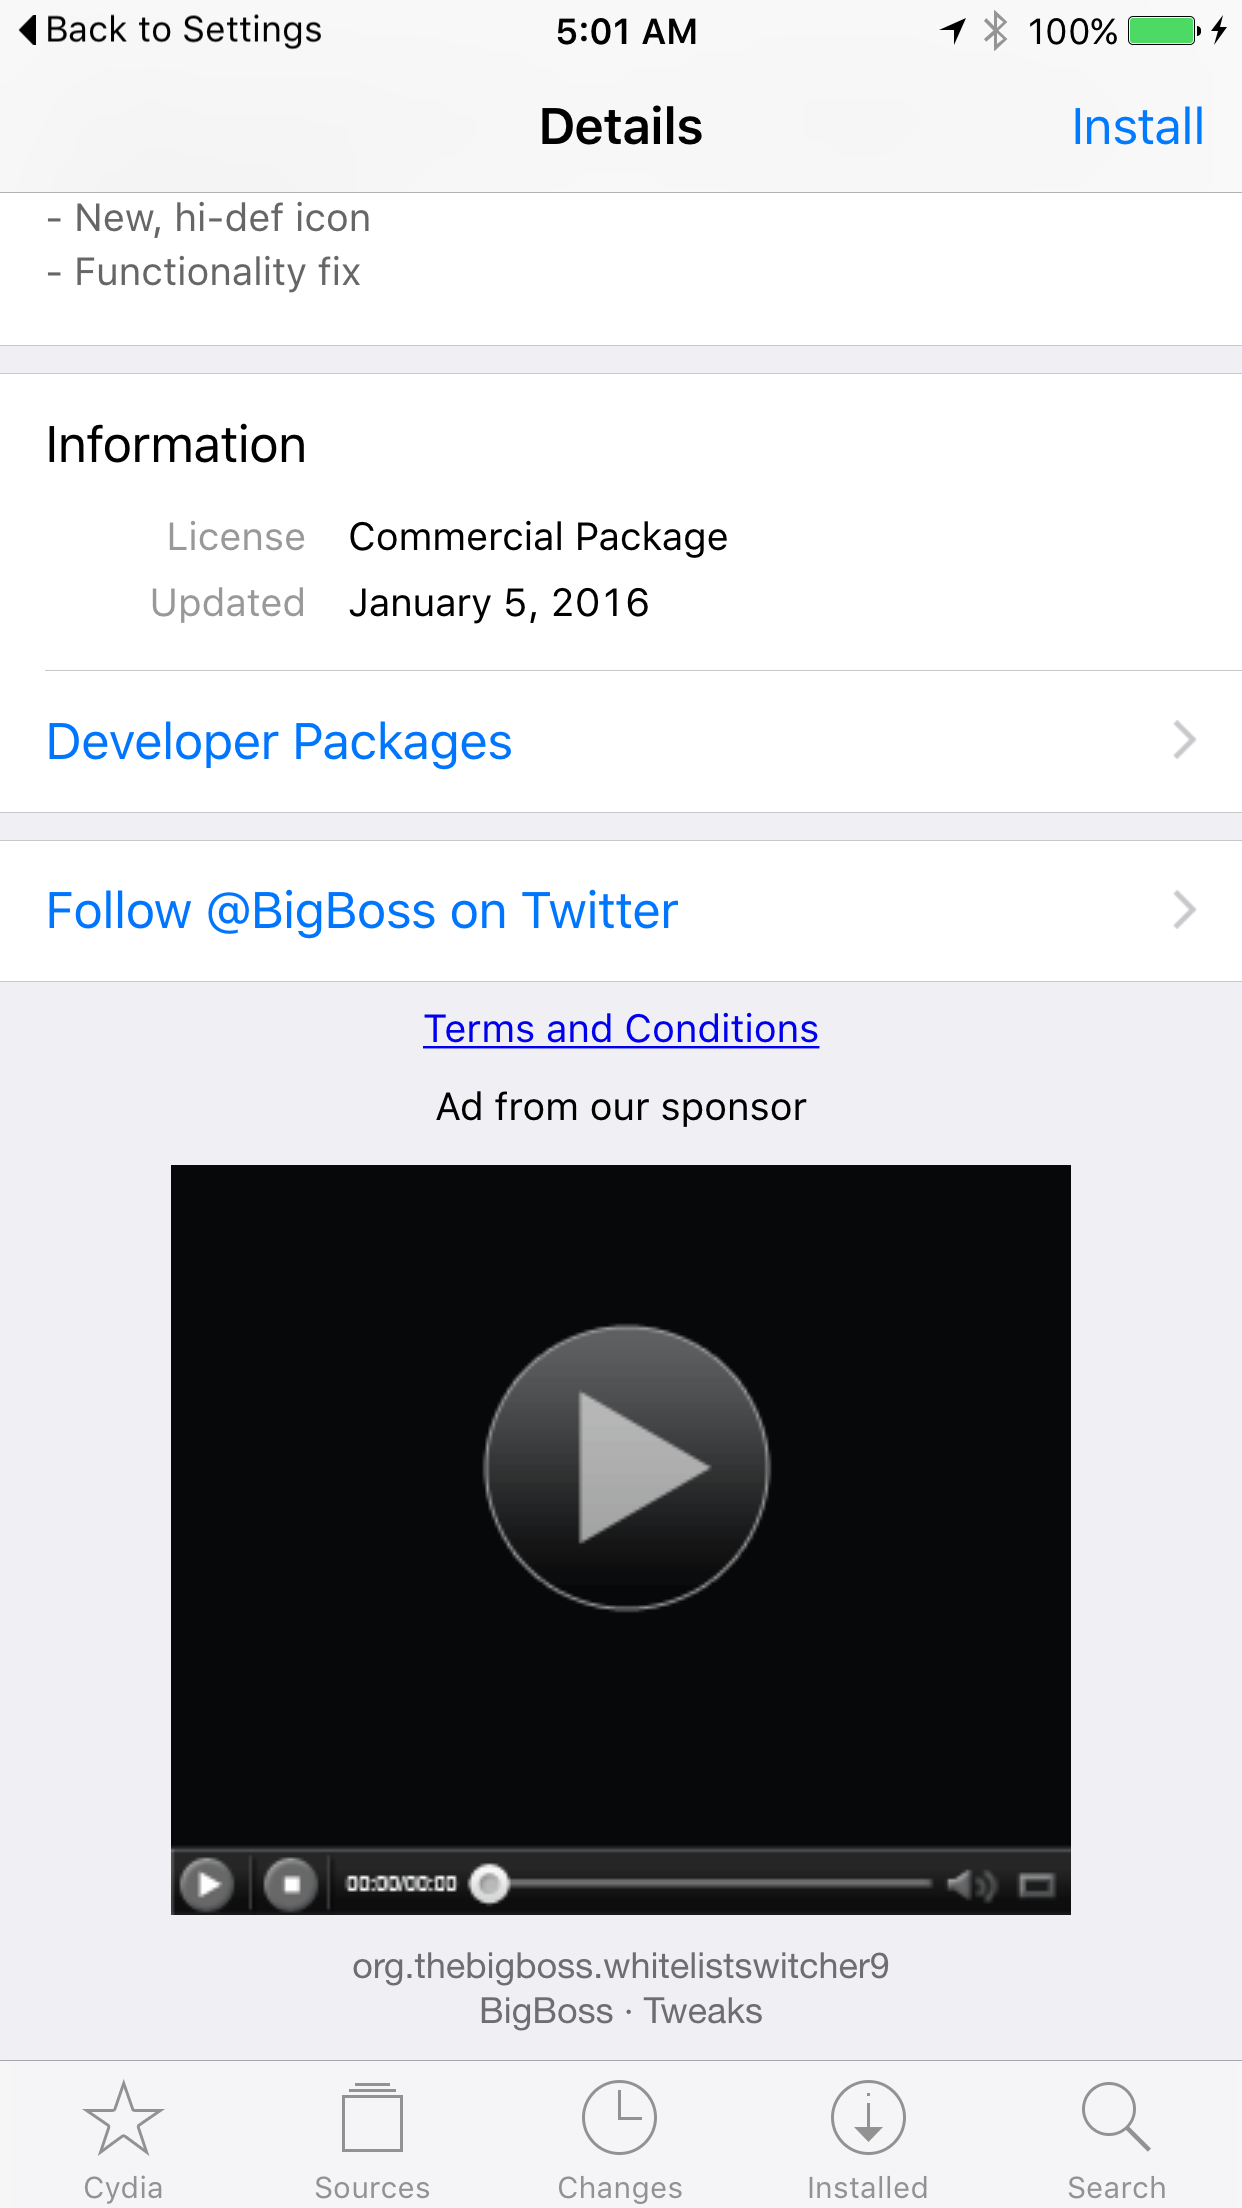 Back to Settings
5:01 AM
100%
Details
Install
- New, hi-def icon
- Functionality fix
Information
License Commercial Package
Updated January 5, 2016
Developer Packages
Follow @BigBoss on Twitter
Terms and Conditions
Ad from our sponsor
00:00/00:00
org.thebigboss.whitelistswitcher9
BigBoss · Tweaks
Cydia
Sources
Changes
Installed
Search